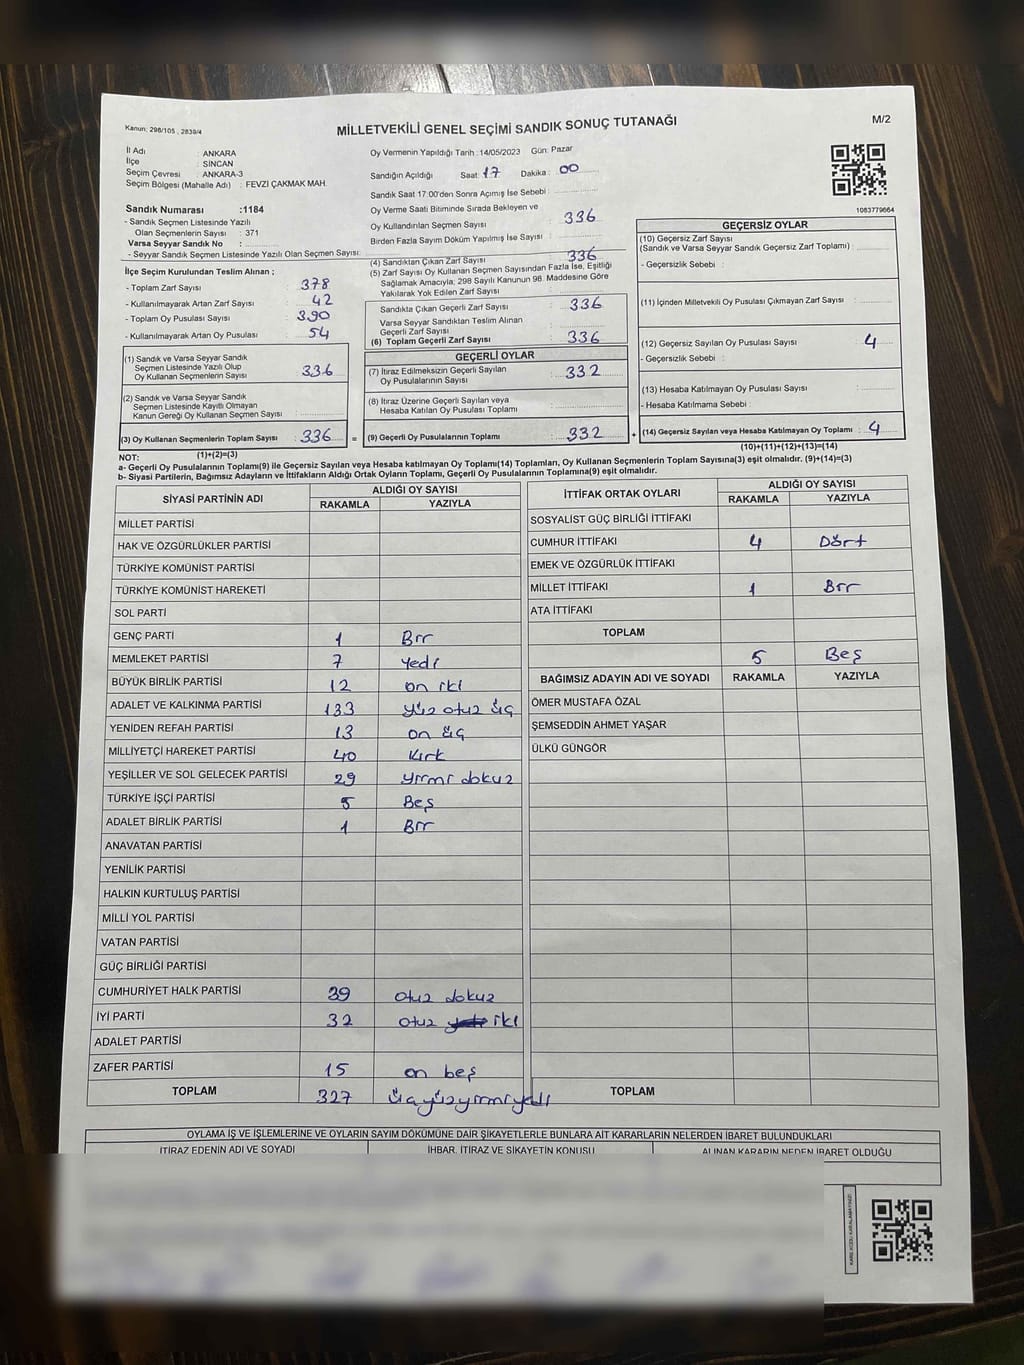 Kanun: 298/105 , 2839/4
MİLLETVEKİLİ GENEL SEÇİMİ SANDIK SONUÇ TUTANAĞI
M/2
İl Adı : ANKARA
İlçe : SİNCAN
Seçim Çevresi : ANKARA-3
Seçim Bölgesi (Mahalle Adı) : FEVZİ ÇAKMAK MAH.
Oy Vermenin Yapıldığı Tarih :14/05/2023 Gün: Pazar
Sandığın Açıldığı Saat : 17 Dakika : 00
Sandık Saat 17:00'den Sonra Açımış İse Sebebi :
Sandık Numarası :1184
- Sandık Seçmen Listesinde Yazılı
Olan Seçmenlerin Sayısı : 371
Varsa Seyyar Sandık No :
- Seyyar Sandık Seçmen Listesinde Yazılı Olan Seçmen Sayısı:
Oy Verme Saati Bitiminde Sırada Bekleyen ve
Oy Kullandırılan Seçmen Sayısı : 336
Birden Fazla Sayım Döküm Yapılmış İse Sayısı :
1083779664
İlçe Seçim Kurulundan Teslim Alınan ;
- Toplam Zarf Sayısı : 378
- Kullanılmayarak Artan Zarf Sayısı : 42
- Toplam Oy Pusulası Sayısı : 390
- Kullanılmayarak Artan Oy Pusulası : 54
(4) Sandıktan Çıkan Zarf Sayısı : 336
(5) Zarf Sayısı Oy Kullanan Seçmen Sayısından Fazla İse, Eşitliği
Sağlamak Amacıyla, 298 Sayılı Kanunun 98. Maddesine Göre
Yakılarak Yok Edilen Zarf Sayısı :
Sandıkta Çıkan Geçerli Zarf Sayısı : 336
Varsa Seyyar Sandıktan Teslim Alınan
Geçerli Zarf Sayısı :
(6) Toplam Geçerli Zarf Sayısı : 336
GEÇERSİZ OYLAR
(10) Geçersiz Zarf Sayısı
(Sandık ve Varsa Seyyar Sandık Geçersiz Zarf Toplamı) :
- Geçersizlik Sebebi :
(11) İçinden Milletvekili Oy Pusulası Çıkmayan Zarf Sayısı :
(12) Geçersiz Sayılan Oy Pusulası Sayısı : 4
- Geçersizlik Sebebi :
(13) Hesaba Katılmayan Oy Pusulası Sayısı :
- Hesaba Katılmama Sebebi :
(1) Sandık ve Varsa Seyyar Sandık
Seçmen Listesinde Yazılı Olup
Oy Kullanan Seçmenlerin Sayısı : 336
(2) Sandık ve Varsa Seyyar Sandık
Seçmen Listesinde Kayıtlı Olmayan
Kanun Gereği Oy Kullanan Seçmen Sayısı :
GEÇERLİ OYLAR
(7) İtiraz Edilmeksizin Geçerli Sayılan
Oy Pusulalarının Sayısı : 332
(8) İtiraz Üzerine Geçerli Sayılan veya
Hesaba Katılan Oy Pusulası Toplamı :
(3) Oy Kullanan Seçmenlerin Toplam Sayısı : 336 = (9) Geçerli Oy Pusulalarının Toplamı : 332 + (14) Geçersiz Sayılan veya Hesaba Katılmayan Oy Toplamı : 4
(1)+(2)=(3) (10)+(11)+(12)+(13)=(14)
NOT:
a- Geçerli Oy Pusulalarının Toplamı(9) ile Geçersiz Sayılan veya Hesaba katılmayan Oy Toplamı(14) Toplamları, Oy Kullanan Seçmenlerin Toplam Sayısına(3) eşit olmalıdır. (9)+(14)=(3)
b- Siyasi Partilerin, Bağımsız Adayların ve İttifakların Aldığı Ortak Oyların Toplamı, Geçerli Oy Pusulalarının Toplamına(9) eşit olmalıdır.
SİYASİ PARTİNİN ADI ALDIĞI OY SAYISI
RAKAMLA YAZIYLA
MİLLET PARTİSİ
HAK VE ÖZGÜRLÜKLER PARTİSİ
TÜRKİYE KOMÜNİST PARTİSİ
TÜRKİYE KOMÜNİST HAREKETİ
SOL PARTİ
GENÇ PARTİ 1 Bir
MEMLEKET PARTİSİ 7 yedi
BÜYÜK BİRLİK PARTİSİ 12 on iki
ADALET VE KALKINMA PARTİSİ 133 yüz otuz üç
YENİDEN REFAH PARTİSİ 13 on üç
MİLLİYETÇİ HAREKET PARTİSİ 40 kırk
YEŞİLLER VE SOL GELECEK PARTİSİ 29 yirmi dokuz
TÜRKİYE İŞÇİ PARTİSİ 5 Beş
ADALET BİRLİK PARTİSİ 1 Bir
ANAVATAN PARTİSİ
YENİLİK PARTİSİ
HALKIN KURTULUŞ PARTİSİ
MİLLİ YOL PARTİSİ
VATAN PARTİSİ
GÜÇ BİRLİĞİ PARTİSİ
CUMHURİYET HALK PARTİSİ 39 otuz dokuz
İYİ PARTİ 32 otuz iki
ADALET PARTİSİ
ZAFER PARTİSİ 15 on beş
TOPLAM 327 üçyüzyirmiyedi
İTTİFAK ORTAK OYLARI ALDIĞI OY SAYISI
RAKAMLA YAZIYLA
SOSYALİST GÜÇ BİRLİĞİ İTTİFAKI
CUMHUR İTTİFAKI 4 Dört
EMEK VE ÖZGÜRLÜK İTTİFAKI
MİLLET İTTİFAKI 1 Bir
ATA İTTİFAKI
TOPLAM 5 Beş
BAĞIMSIZ ADAYIN ADI VE SOYADI RAKAMLA YAZIYLA
ÖMER MUSTAFA ÖZAL
ŞEMSEDDİN AHMET YAŞAR
ÜLKÜ GÜNGÖR
TOPLAM
OYLAMA İŞ VE İŞLEMLERİNE VE OYLARIN SAYIM DÖKÜMÜNE DAİR ŞİKAYETLERLE BUNLARA AİT KARARLARIN NELERDEN İBARET BULUNDUKLARI
İTİRAZ EDENİN ADI VE SOYADI İHBAR, İTİRAZ VE ŞİKAYETİN KONUSU ALINAN KARARIN NEDEN İBARET OLDUĞU
KARE KODU KARALAMAYINIZ!